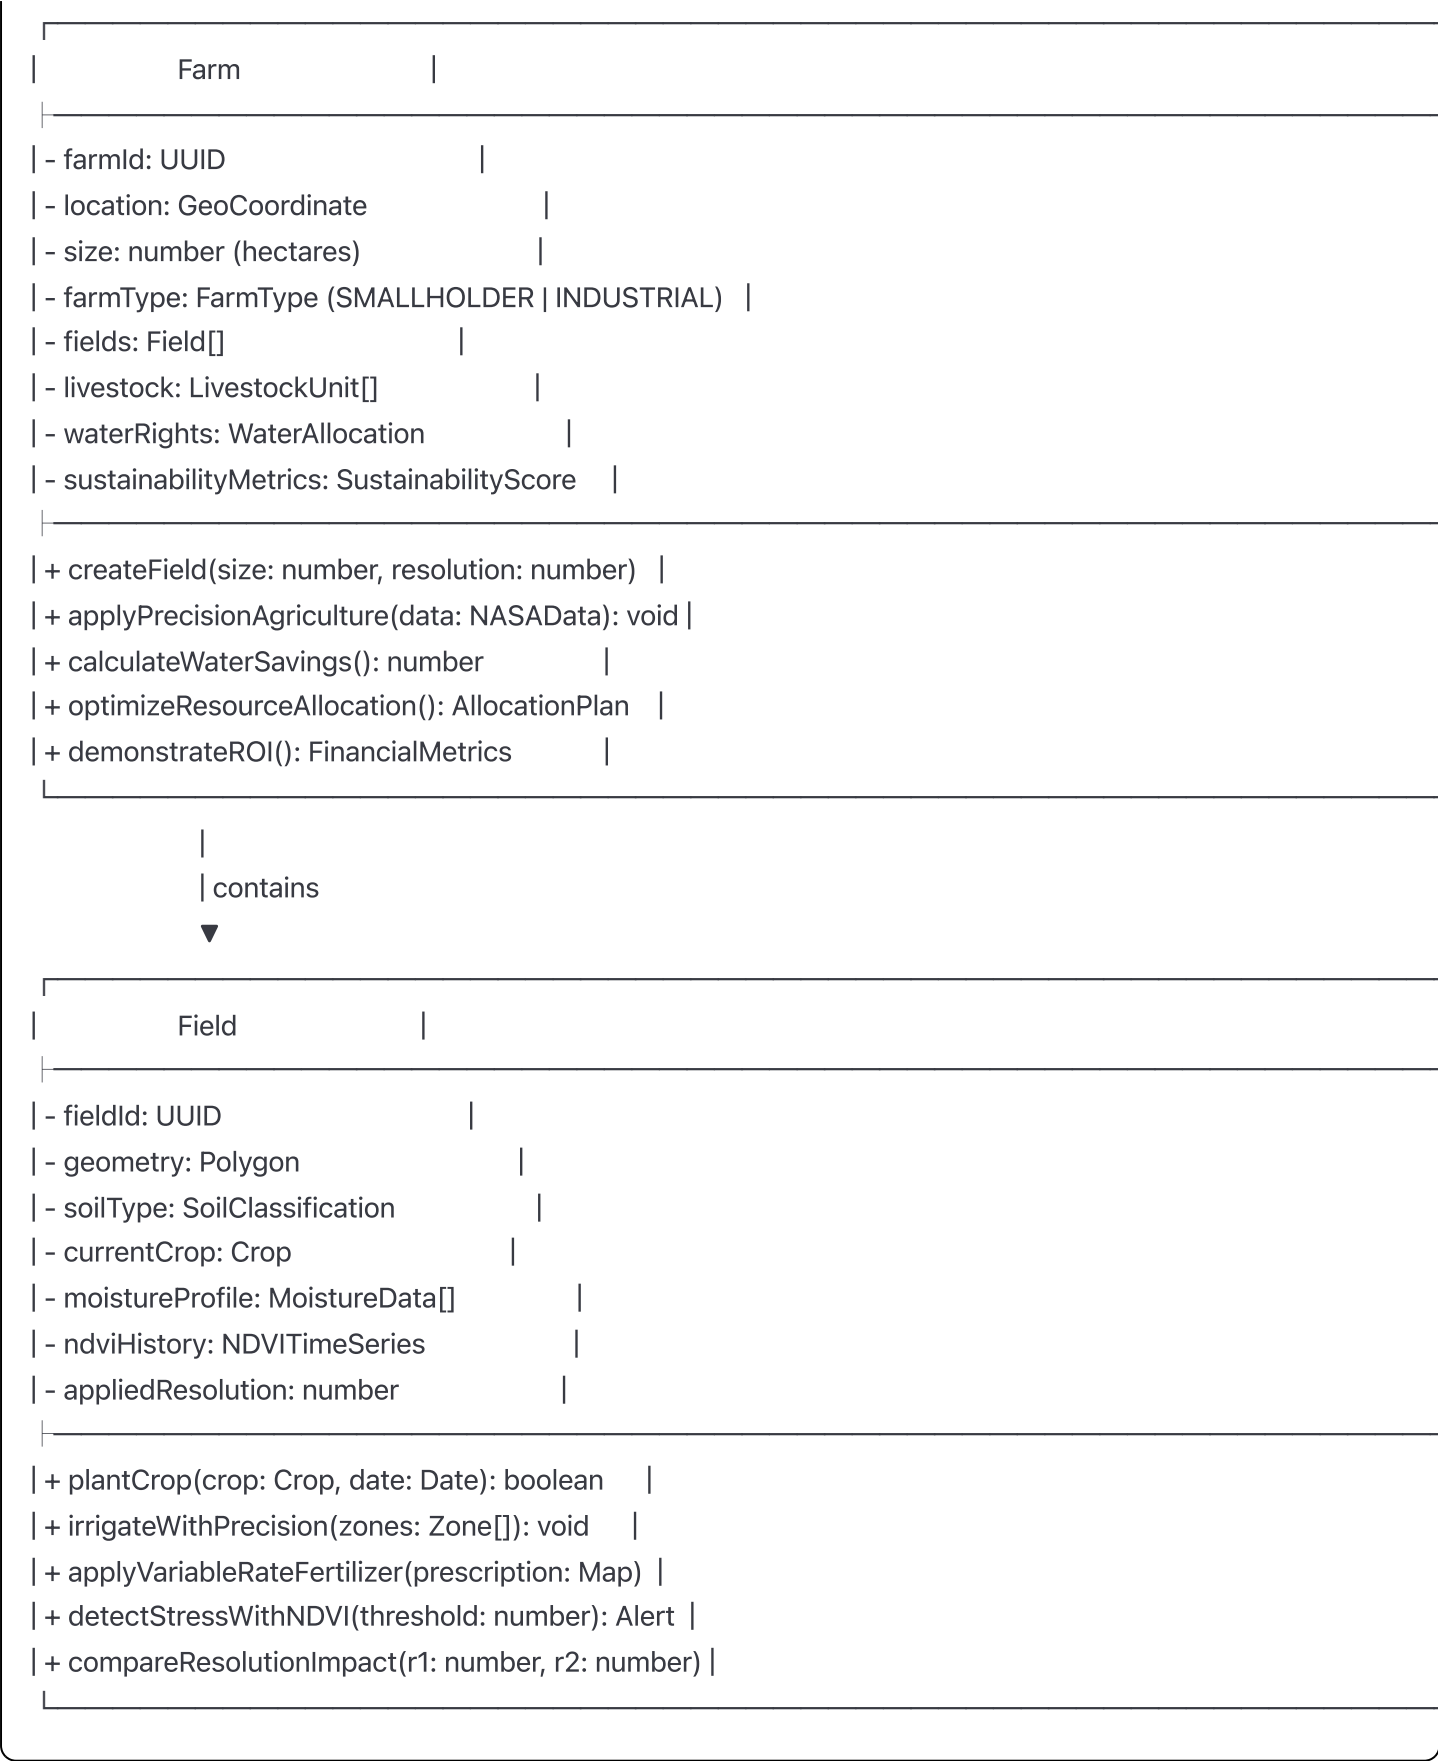 Farm
- farmId: UUID
- location: GeoCoordinate
- size: number (hectares)
- farmType: FarmType (SMALLHOLDER | INDUSTRIAL)
- fields: Field[]
- livestock: LivestockUnit[]
- waterRights: WaterAllocation
- sustainabilityMetrics: SustainabilityScore
+ createField(size: number, resolution: number)
+ applyPrecisionAgriculture(data: NASAData): void
+ calculateWaterSavings(): number
+ optimizeResourceAllocation(): AllocationPlan
+ demonstrateROI(): FinancialMetrics
contains
▼
Field
- fieldId: UUID
- geometry: Polygon
- soilType: SoilClassification
- currentCrop: Crop
- moistureProfile: MoistureData[]
- ndviHistory: NDVITimeSeries
- appliedResolution: number
+ plantCrop(crop: Crop, date: Date): boolean
+ irrigateWithPrecision(zones: Zone[]): void
+ applyVariableRateFertilizer(prescription: Map)
+ detectStressWithNDVI(threshold: number): Alert
+ compareResolutionImpact(r1: number, r2: number)